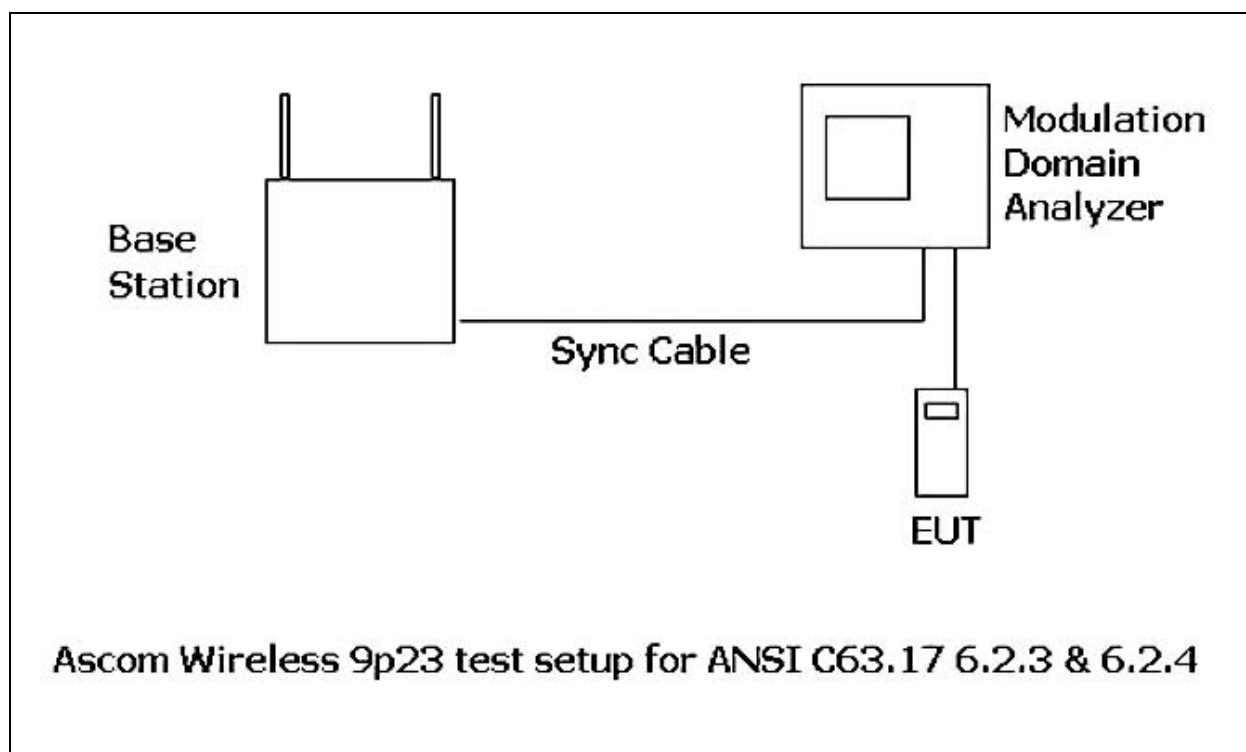 Base
Station
Modulation
Domain
Analyzer
Sync Cable
EUT
Ascom Wireless 9p23 test setup for ANSI C63.17 6.2.3 & 6.2.4